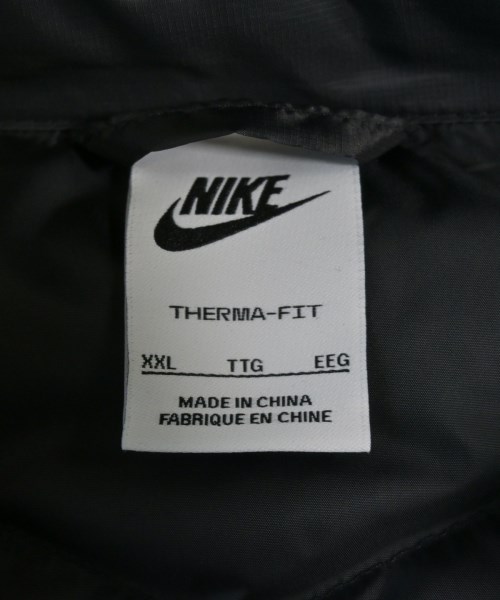 NIKE
THERMA-FIT
XXL TTG EEG
MADE IN CHINA
FABRIQUE EN CHINE